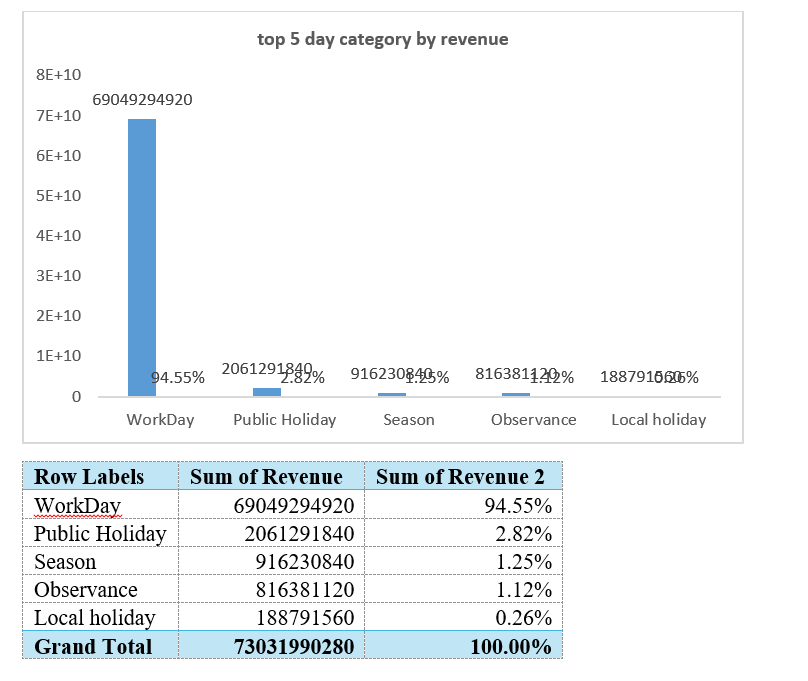 top 5 day category by revenue
8E+10
69049294920
7E+10
6E+10
5E+10
4E+10
3E+10
2E+10
1E+10
2061291840
916230840
816381120
188791560
94.55%
2.82%
1.25%
1.12%
0.26%
0
WorkDay Public Holiday Season Observance Local holiday
Row Labels Sum of Revenue Sum of Revenue 2
WorkDay 69049294920 94.55%
Public Holiday 2061291840 2.82%
Season 916230840 1.25%
Observance 816381120 1.12%
Local holiday 188791560 0.26%
Grand Total 73031990280 100.00%